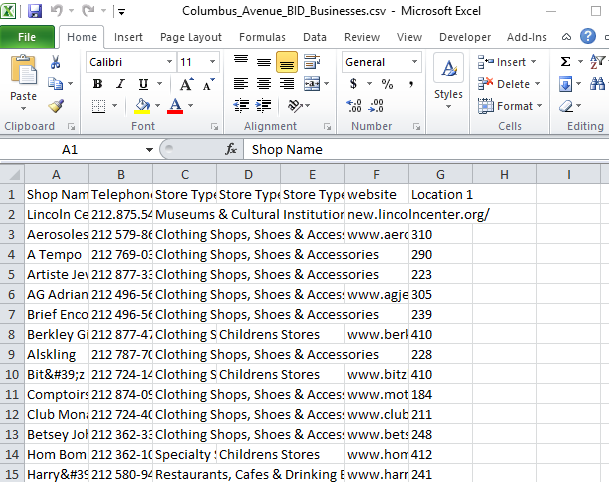 Columbus_Avenue_BID_Businesses.csv - Microsoft Excel
File Home Insert Page Layout Formulas Data Review View Developer Add-Ins
Calibri 11 General Insert
Paste B I U $ % , Styles Delete
A Format
Clipboard Font Alignment Number Cells Editing
A1 fx Shop Name
A B C D E F G H I J
1 Shop Nam Telephone Store Type Store Type Store Type website Location 1
2 Lincoln Ce 212.875.54 Museums & Cultural Institution new.lincolncenter.org/
3 Aerosoles 212 579-86 Clothing Shops, Shoes & Access www.aero 310
4 A Tempo 212 769-03 Clothing Shops, Shoes & Accessories 290
5 Artiste Jew 212 877-33 Clothing Shops, Shoes & Accessories 223
6 AG Adrian 212 496-56 Clothing Shops, Shoes & Access www.agje 305
7 Brief Enco 212 496-56 Clothing Shops, Shoes & Accessories 239
8 Berkley Gi 212 877-47 Clothing S Childrens Stores www.berk 410
9 Alskling 212 787-70 Clothing Shops, Shoes & Accessories 228
10 Bit&#39;z 212 724-14 Clothing S Childrens Stores www.bitz 410
11 Comptoirs 212 874-09 Clothing Shops, Shoes & Access www.mot 184
12 Club Mona 212 724-40 Clothing Shops, Shoes & Access www.club 211
13 Betsey Joh 212 362-33 Clothing Shops, Shoes & Access www.bets 248
14 Hom Bom 212 362-10 Specialty S Childrens Stores www.hom 412
15 Harry&#39 212 580-94 Restaurants, Cafes & Drinking E www.harr 241